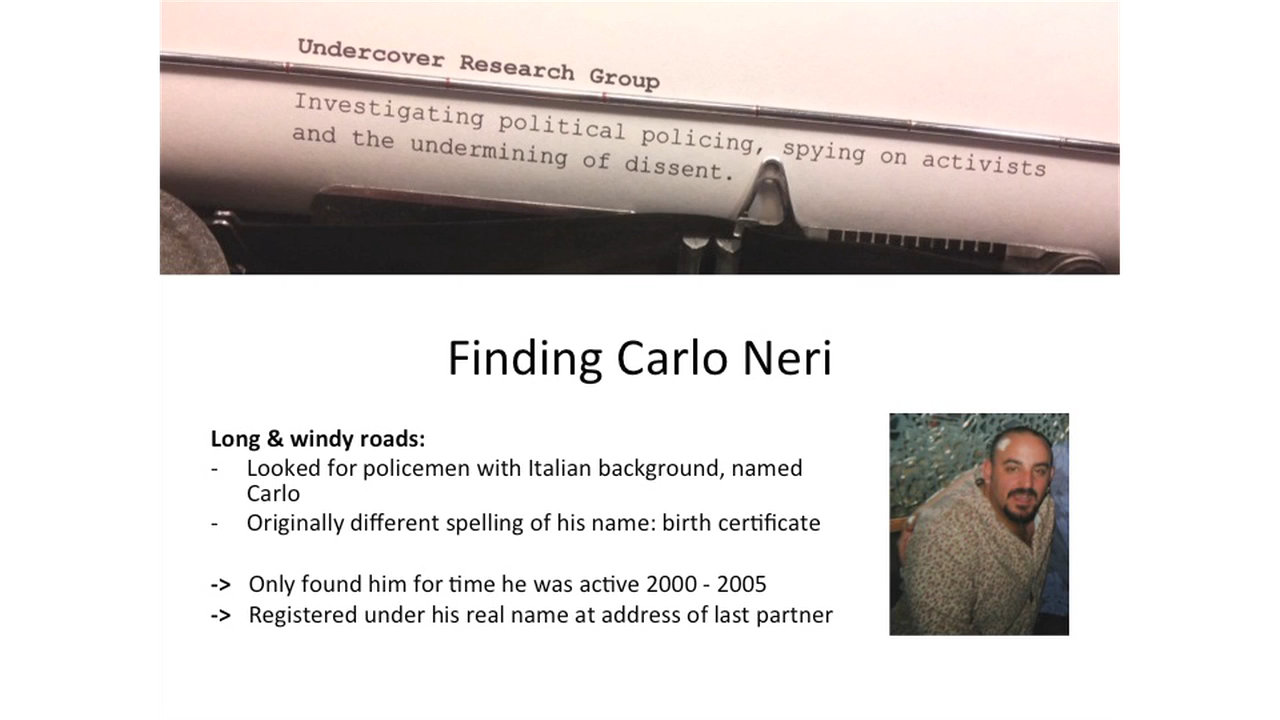 Undercover Research Group
Investigating political policing, spying on activists
and the undermining of dissent.
Finding Carlo Neri
Long & windy roads:
- Looked for policemen with Italian background, named
Carlo
- Originally different spelling of his name: birth certificate
-> Only found him for time he was active 2000 - 2005
-> Registered under his real name at address of last partner